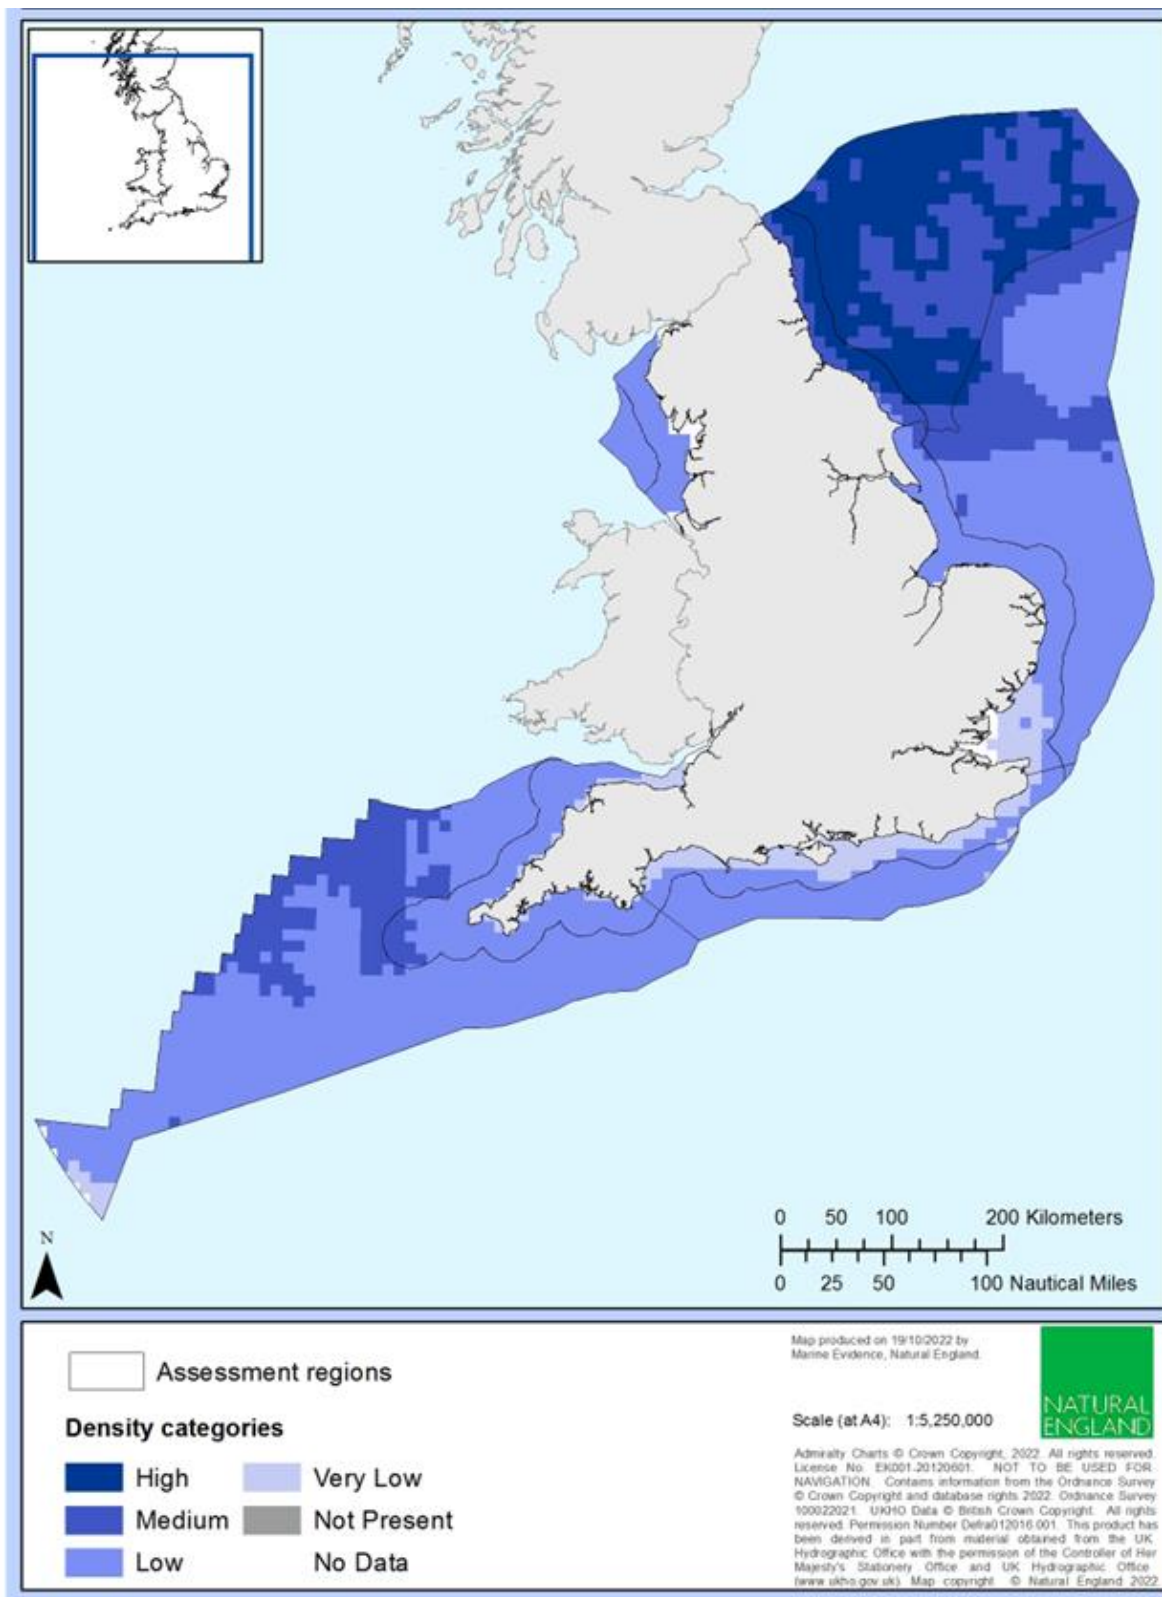 N
0 50 100 200 Kilometers
0 25 50 100 Nautical Miles
Assessment regions
Density categories
High
Medium
Low
Very Low
Not Present
No Data
Map produced on 19/10/2022 by
Marine Evidence, Natural England.
Scale (at A4): 1:5,250,000
NATURAL
ENGLAND
Admiralty Charts © Crown Copyright, 2022. All rights reserved.
License No. EK001-20120601. NOT TO BE USED FOR
NAVIGATION. Contains information from the Ordnance Survey
© Crown Copyright and database rights 2022. Ordnance Survey
100022021. UKHO Data © British Crown Copyright. All rights
reserved. Permission Number Defra012016.001. This product has
been derived in part from material obtained from the UK
Hydrographic Office with the permission of the Controller of Her
Majesty's Stationery Office and UK Hydrographic Office
(www.ukho.gov.uk). Map copyright © Natural England 2022